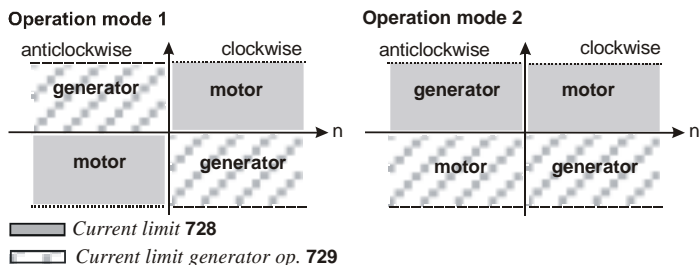 Operation mode 1
Operation mode 2
anticlockwise clockwise
anticlockwise clockwise
generator motor
generator motor
n
n
motor generator
motor generator
Current limit 728
Current limit generator op. 729